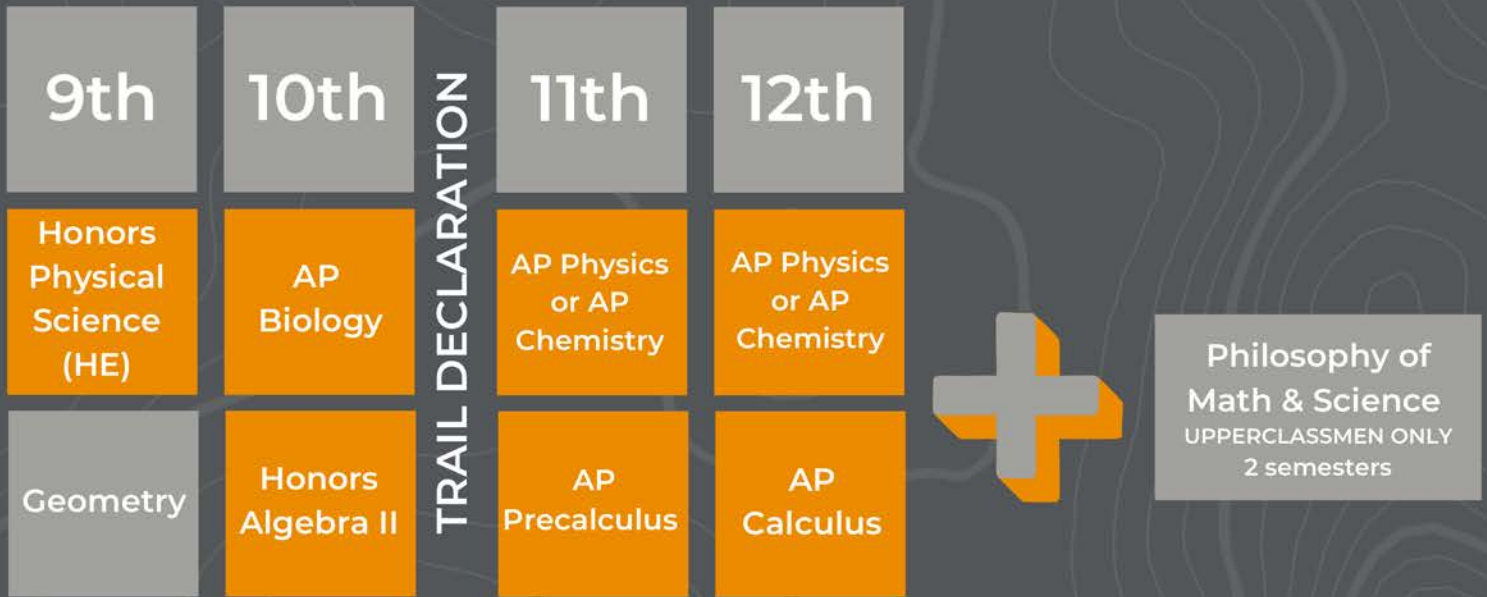 9th
10th
TRAIL DECLARATION
11th
12th
Honors
Physical
Science
(HE)
AP
Biology
AP Physics
or AP
Chemistry
AP Physics
or AP
Chemistry
Geometry
Honors
Algebra II
AP
Precalculus
AP
Calculus
Philosophy of
Math & Science
UPPERCLASSMEN ONLY
2 semesters